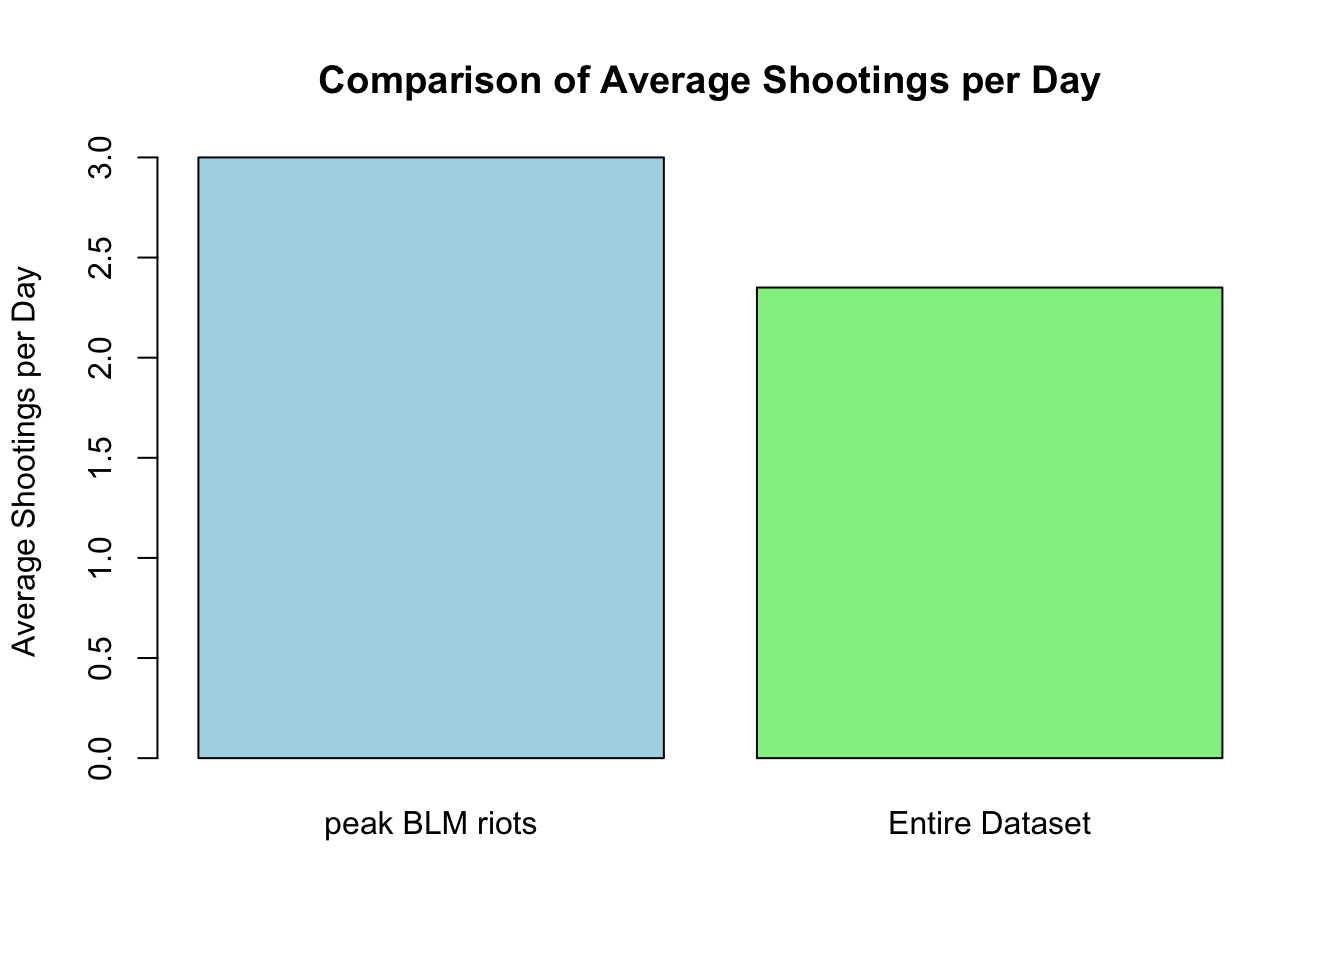 Comparison of Average Shootings per Day
Average Shootings per Day
3.0
2.5
2.0
1.5
1.0
0.5
0.0
peak BLM riots
Entire Dataset